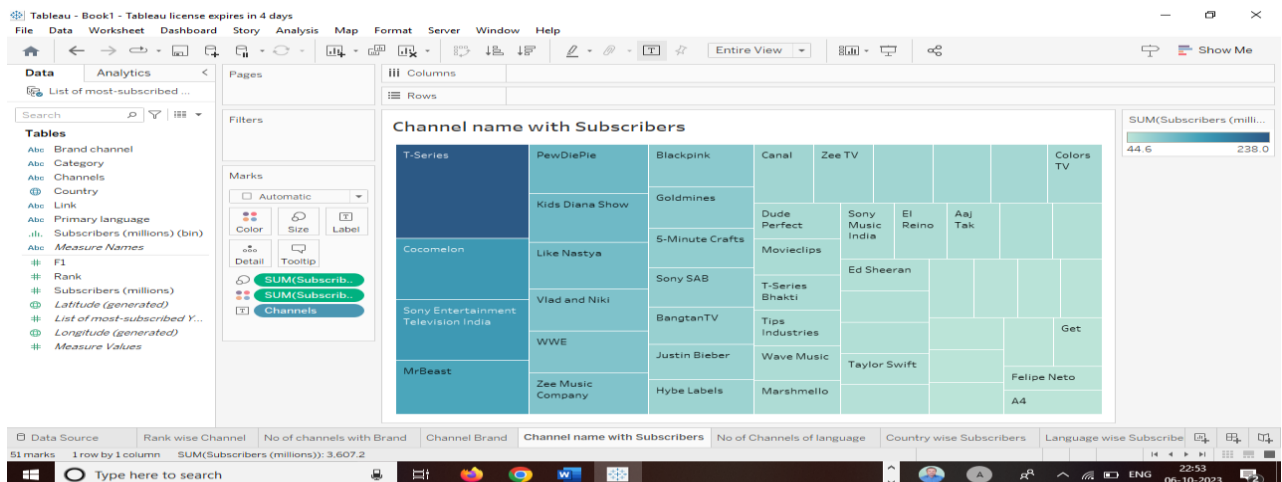 Tableau - Book1 - Tableau license expires in 4 days
File Data Worksheet Dashboard Story Analysis Map Format Server Window Help
Entire View
Show Me
Data Analytics
List of most-subscribed ...
Search
Tables
Abc Brand channel
Abc Category
Abc Channels
Country
Abc Link
Abc Primary language
Subscribers (millions) (bin)
Abc Measure Names
# F1
# Rank
# Subscribers (millions)
Latitude (generated)
# List of most-subscribed Y...
Longitude (generated)
# Measure Values
Pages
Filters
Marks
Automatic
Color Size Label
Detail Tooltip
SUM(Subscrib..
SUM(Subscrib..
Channels
Columns
Rows
Channel name with Subscribers
T-Series
Cocomelon
Sony Entertainment
Television India
MrBeast
PewDiePie
Kids Diana Show
Like Nastya
Vlad and Niki
WWE
Zee Music
Company
Blackpink
Goldmines
5-Minute Crafts
Sony SAB
BangtanTV
Justin Bieber
Hybe Labels
Canal
Dude
Perfect
Movieclips
T-Series
Bhakti
Tips
Industries
Wave Music
Marshmello
Zee TV
Colors
TV
Sony
Music
India
El
Reino
Aaj
Tak
Ed Sheeran
Taylor Swift
Get
Felipe Neto
A4
SUM(Subscribers (milli...
44.6 238.0
Data Source Rank wise Channel No of channels with Brand Channel Brand Channel name with Subscribers No of Channels of language Country wise Subscribers Language wise Subscribe
51 marks 1 row by 1 column SUM(Subscribers (millions)): 3,607.2
Type here to search
A
ENG
22:53
06-10-2023